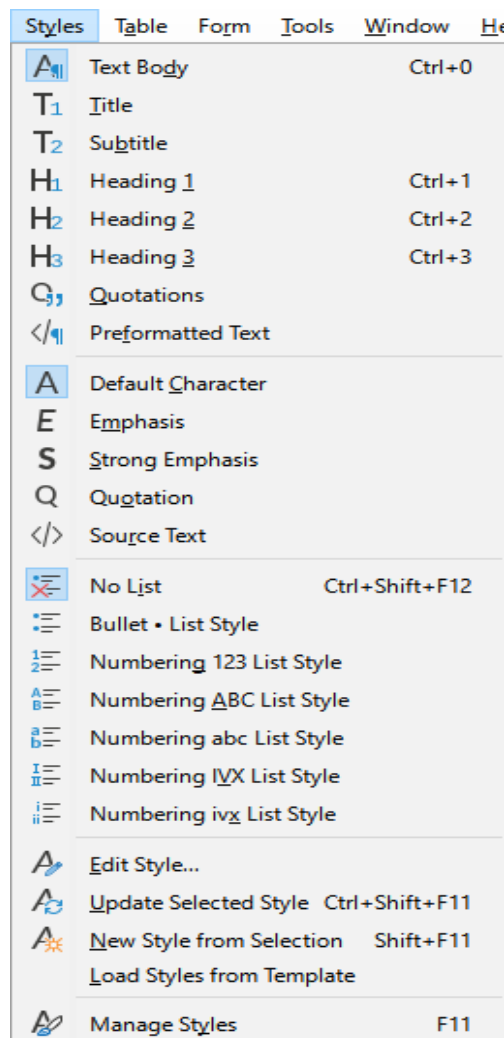 Styles Table Form Tools Window He
Text Body Ctrl+0
Title
Subtitle
Heading 1 Ctrl+1
Heading 2 Ctrl+2
Heading 3 Ctrl+3
Quotations
Preformatted Text
Default Character
Emphasis
Strong Emphasis
Quotation
Source Text
No List Ctrl+Shift+F12
Bullet • List Style
Numbering 123 List Style
Numbering ABC List Style
Numbering abc List Style
Numbering IVX List Style
Numbering ivx List Style
Edit Style...
Update Selected Style Ctrl+Shift+F11
New Style from Selection Shift+F11
Load Styles from Template
Manage Styles F11